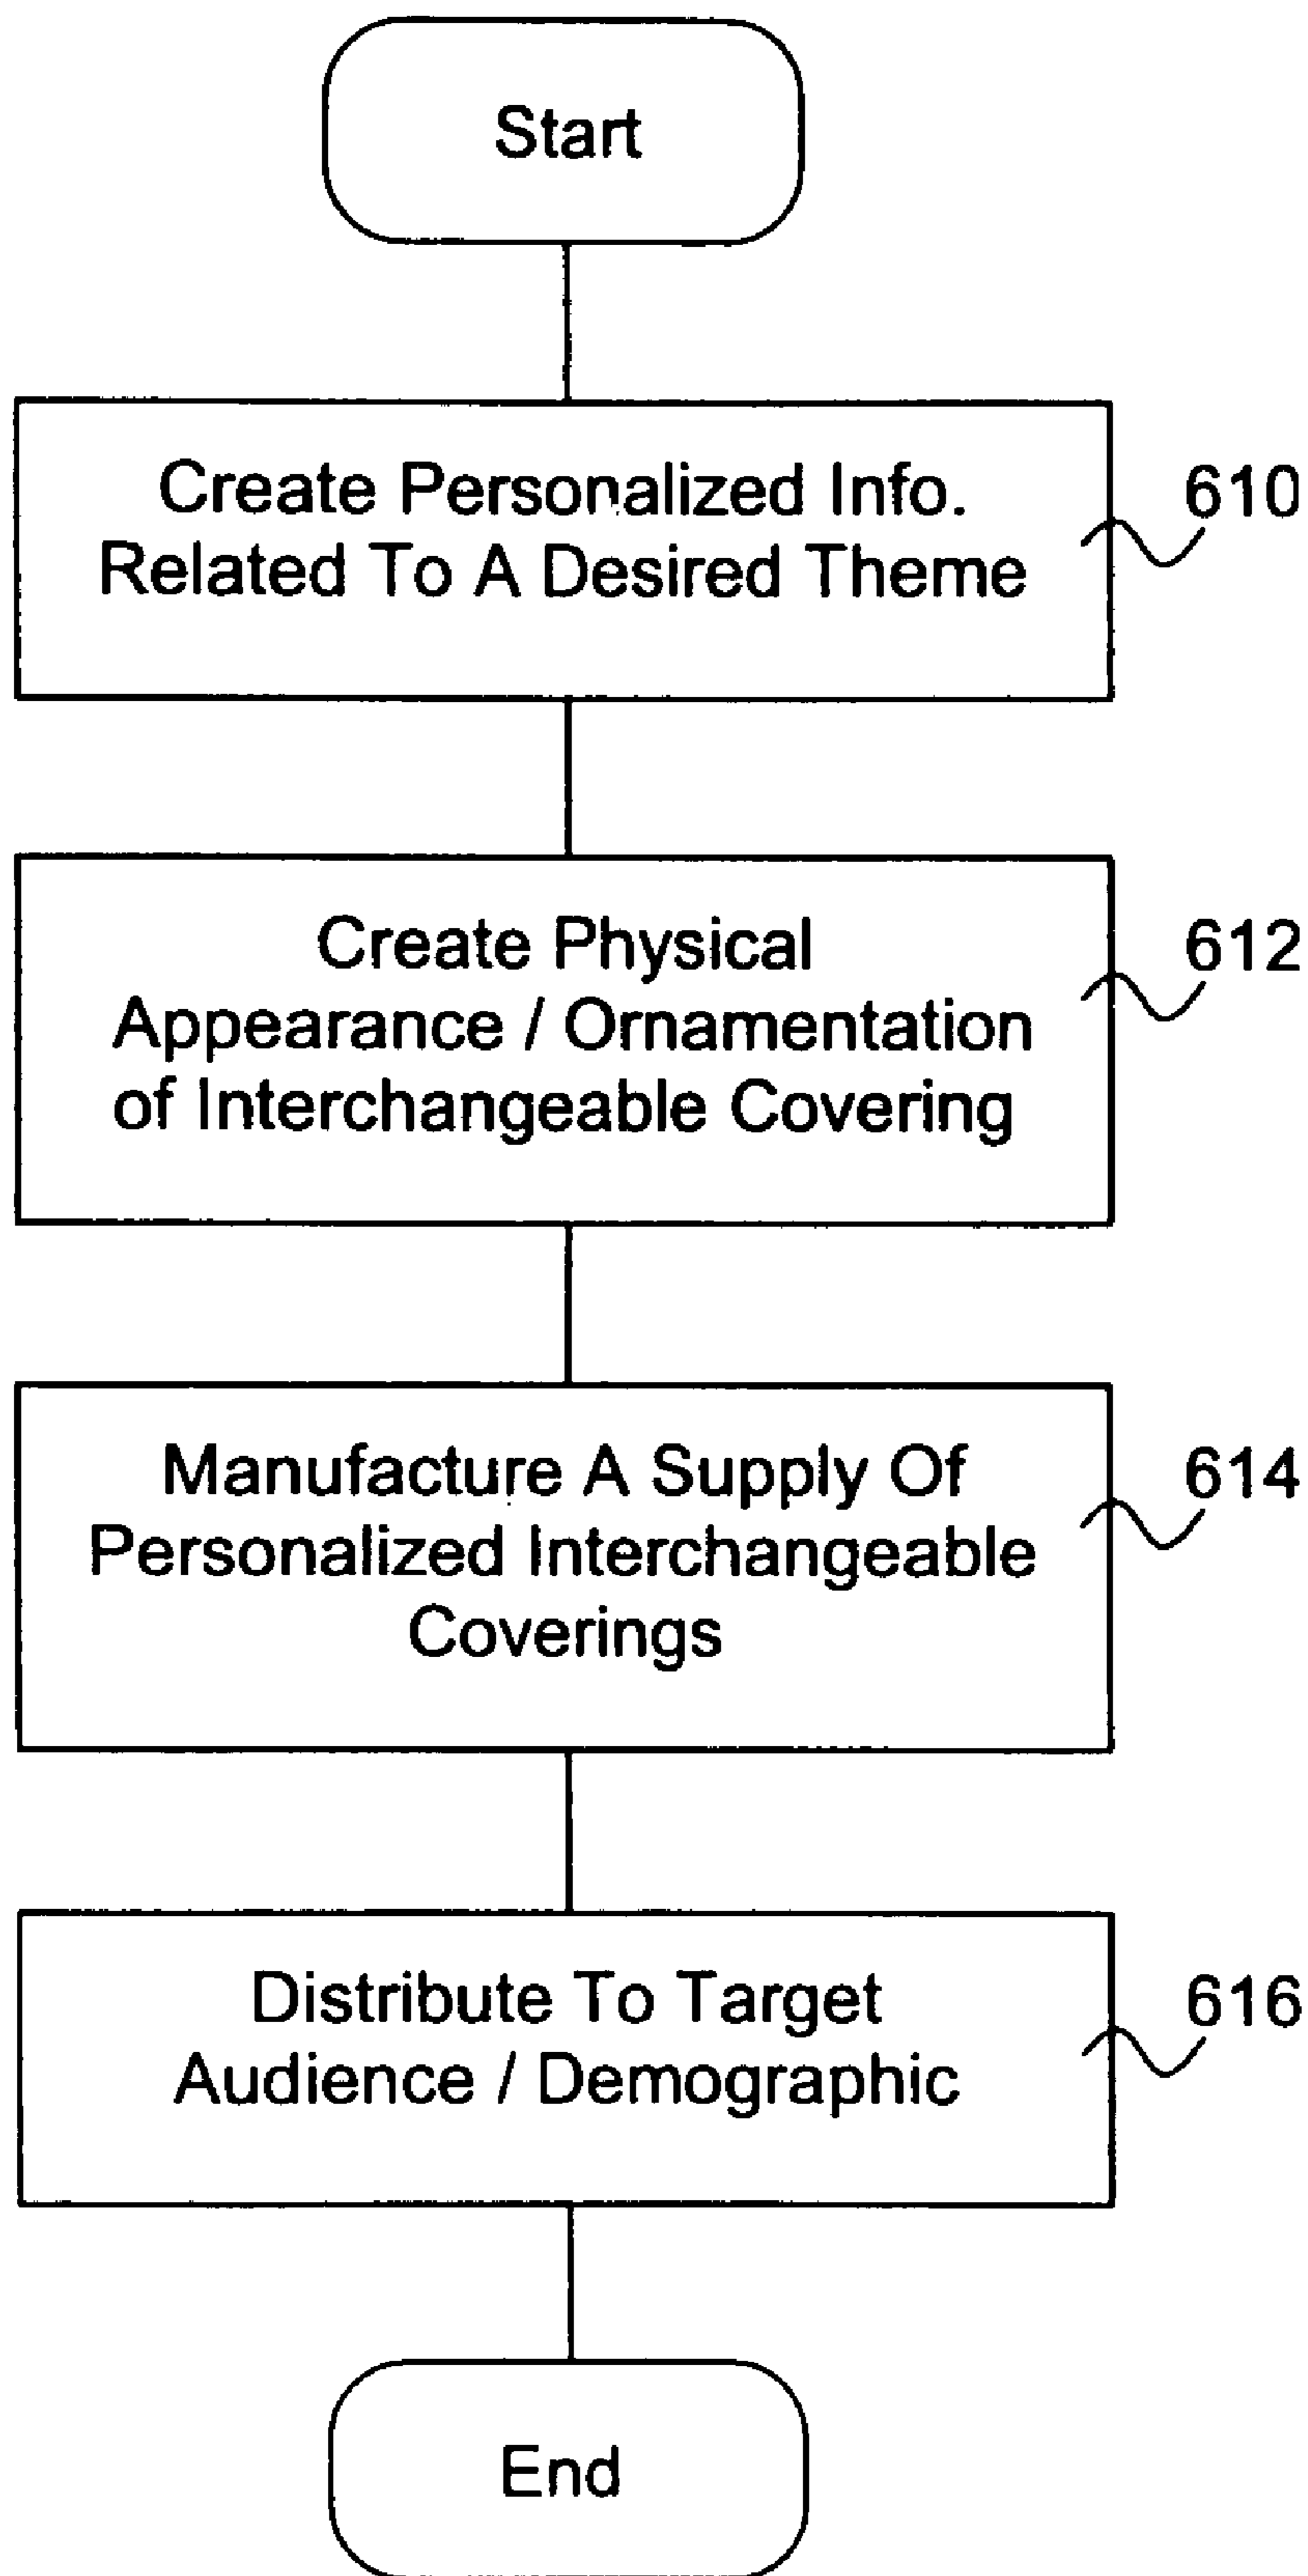 Start
Create Personalized Info.
Related To A Desired Theme
610
Create Physical
Appearance / Ornamentation
of Interchangeable Covering
612
Manufacture A Supply Of
Personalized Interchangeable
Coverings
614
Distribute To Target
Audience / Demographic
616
End